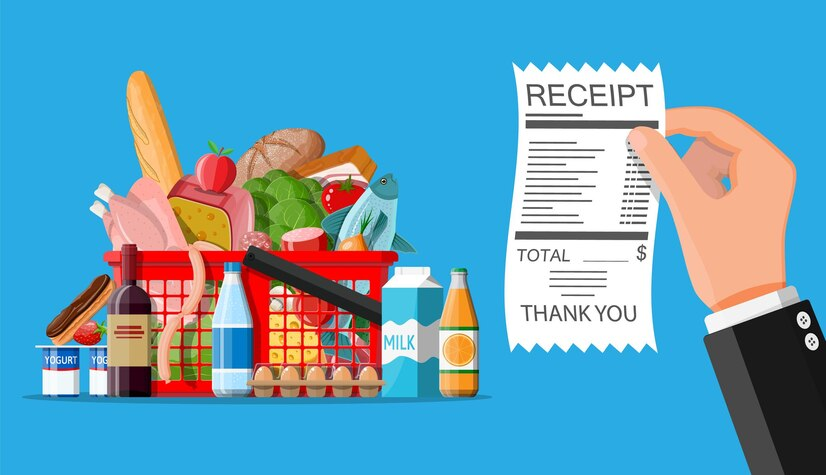 RECEIPT
TOTAL $
THANK YOU
MILK
YOGURT
YOG